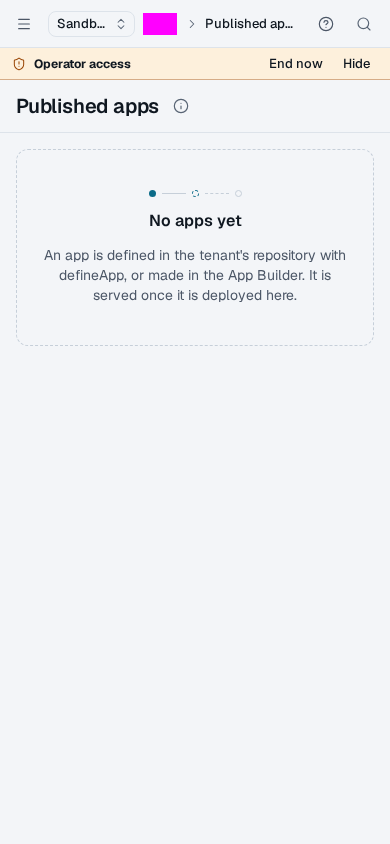 Sandb...
Published ap...
Operator access
End now
Hide
Published apps
No apps yet
An app is defined in the tenant's repository with
defineApp, or made in the App Builder. It is
served once it is deployed here.